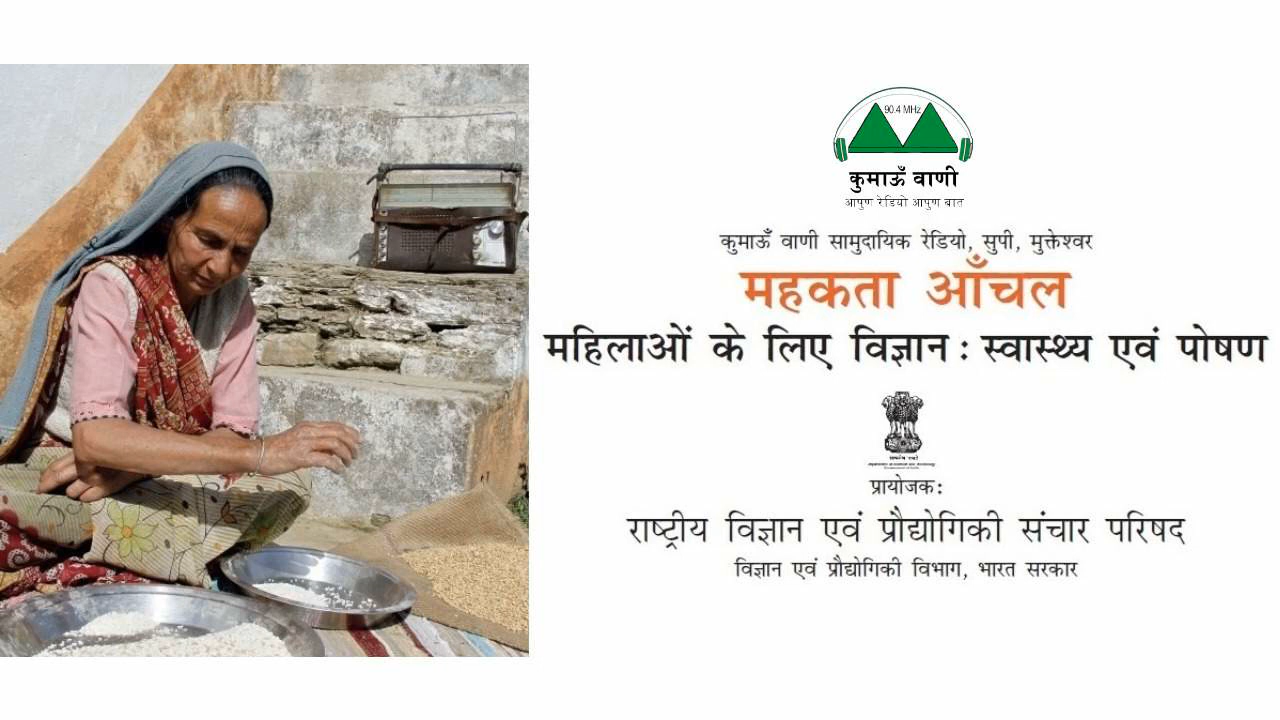 90.4 MHz
कुमाऊँ वाणी
आपुण रेडियो आपुण बात
कुमाऊँ वाणी सामुदायिक रेडियो, सुपी, मुक्तेश्वर
महकता आँचल
महिलाओं के लिए विज्ञान : स्वास्थ्य एवं पोषण
प्रायोजक:
राष्ट्रीय विज्ञान एवं प्रौद्योगिकी संचार परिषद
विज्ञान एवं प्रौद्योगिकी विभाग, भारत सरकार